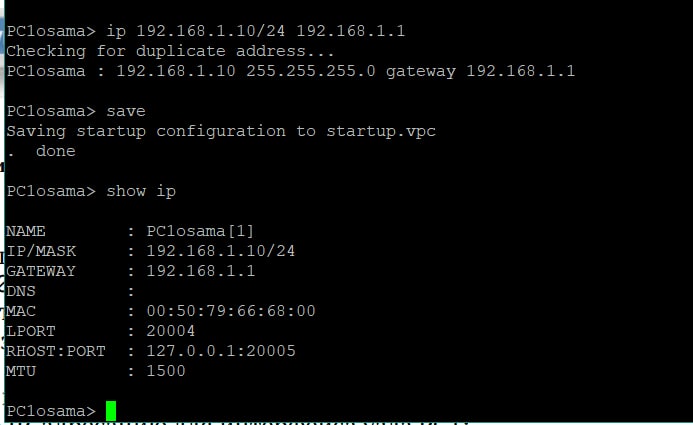 PC1osama> ip 192.168.1.10/24 192.168.1.1
Checking for duplicate address...
PC1osama : 192.168.1.10 255.255.255.0 gateway 192.168.1.1
PC1osama> save
Saving startup configuration to startup.vpc
.  done
PC1osama> show ip
NAME        : PC1osama[1]
IP/MASK     : 192.168.1.10/24
GATEWAY     : 192.168.1.1
DNS         :
MAC         : 00:50:79:66:68:00
LPORT       : 20004
RHOST:PORT  : 127.0.0.1:20005
MTU         : 1500
PC1osama>